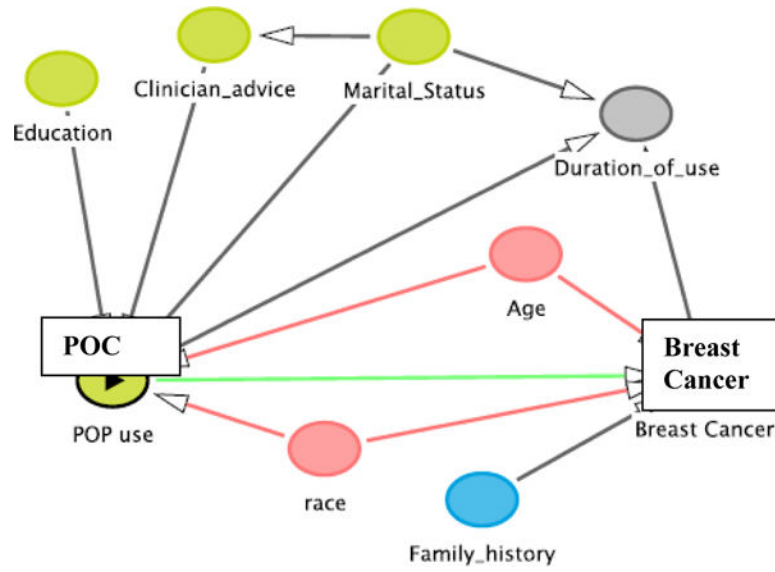 Clinician_advice
Marital_Status
Education
Duration_of_use
Age
POC
Breast
Cancer
POP use
Breast Cancer
race
Family_history